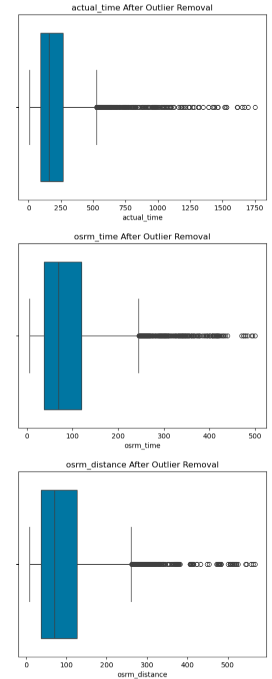 actual_time After Outlier Removal
0 250 500 750 1000 1250 1500 1750
actual_time
osrm_time After Outlier Removal
0 100 200 300 400 500
osrm_time
osrm_distance After Outlier Removal
0 100 200 300 400 500
osrm_distance